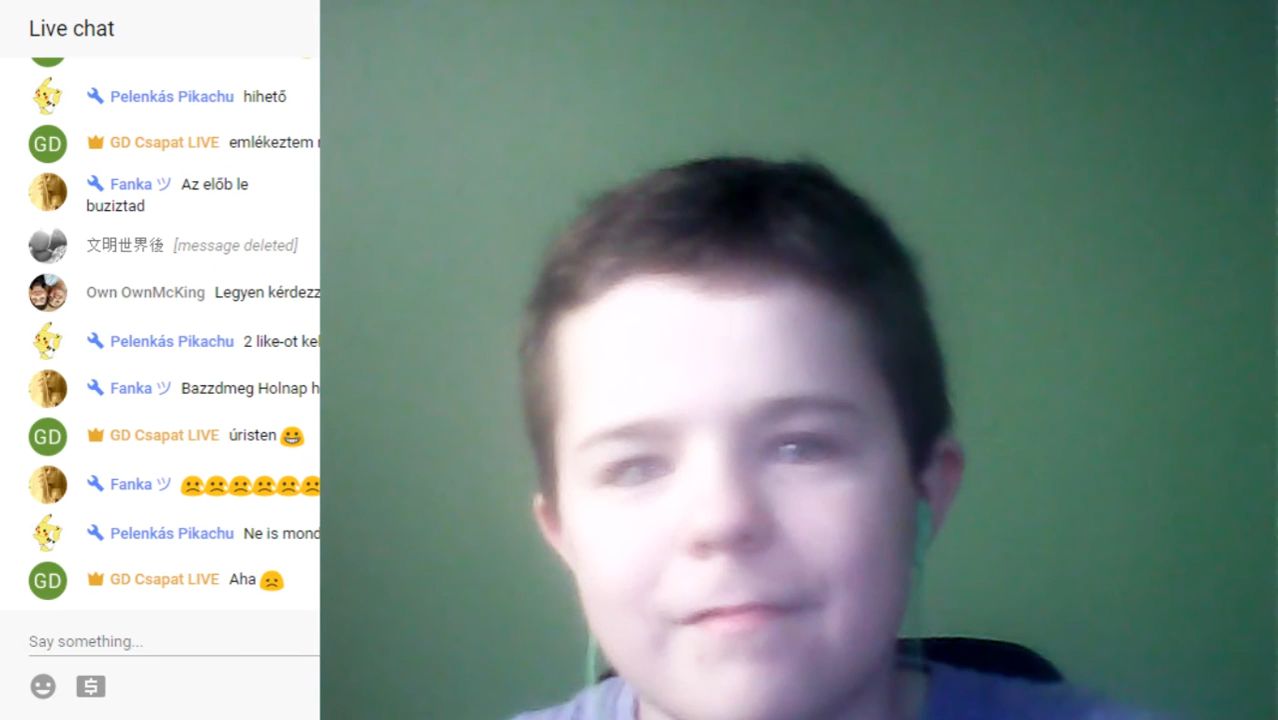 Live chat
Pelenkás Pikachu hihető
GD
GD Csapat LIVE emlékeztem
Fanka ツ Az előb le
buziztad
文明世界後 [message deleted]
Own OwnMcKing Legyen kérdezz
Pelenkás Pikachu 2 like-ot
Fanka ツ Bazzdmeg Holnap h
GD
GD Csapat LIVE úristen
Fanka ツ
Pelenkás Pikachu Ne is mond
GD
GD Csapat LIVE Aha
Say something...